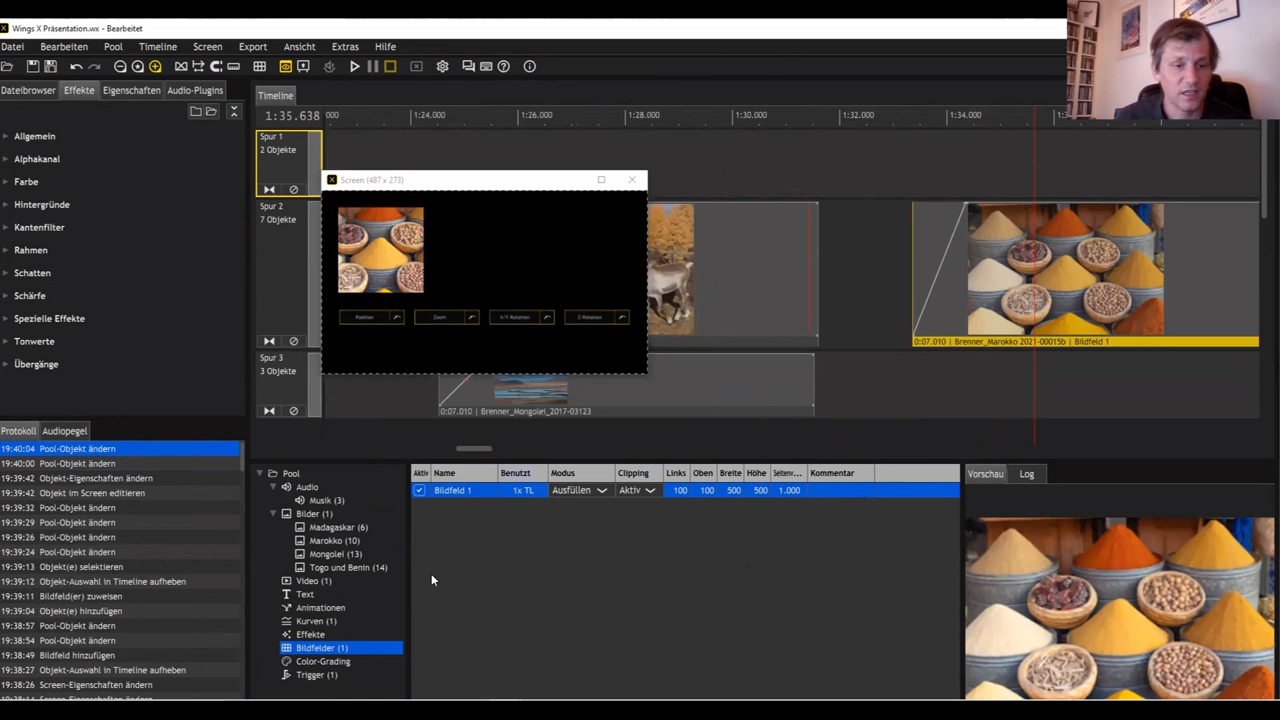 Wings X Präsentation.wx - Bearbeitet
Datei Bearbeiten Pool Timeline Screen Export Ansicht Extras Hilfe
Dateibrowser Effekte Eigenschaften Audio-Plugins
Allgemein
Alphakanal
Farbe
Hintergründe
Kantenfilter
Rahmen
Schatten
Schärfe
Spezielle Effekte
Tonwerte
Übergänge
Timeline
1:35.638 :000 1:24.000 1:26.000 1:28.000 1:30.000 1:32.000 1:34.000
Spur 1
2 Objekte
Spur 2
7 Objekte
Spur 3
3 Objekte
Screen (487 x 273)
Position Zoom X/Y Rotation Z Rotation
0:07.010 | Brenner_Marokko 2021-00015b | Bildfeld 1
0:07.010 | Brenner_Mongolei_2017-03123
Protokoll Audiopegel
19:40:04 Pool-Objekt ändern
19:40:00 Pool-Objekt ändern
19:39:42 Objekt-Eigenschaften ändern
19:39:42 Objekt im Screen editieren
19:39:32 Pool-Objekt ändern
19:39:29 Pool-Objekt ändern
19:39:26 Pool-Objekt ändern
19:39:24 Pool-Objekt ändern
19:39:13 Objekt(e) selektieren
19:39:12 Objekt-Auswahl in Timeline aufheben
19:39:11 Bildfeld(er) zuweisen
19:39:04 Objekt(e) hinzufügen
19:38:57 Pool-Objekt ändern
19:38:54 Pool-Objekt ändern
19:38:49 Bildfeld hinzufügen
19:38:27 Objekt-Auswahl in Timeline aufheben
19:38:26 Screen-Eigenschaften ändern
19:38:14 Screen-Eigenschaften ändern
Pool
Audio
Musik (3)
Bilder (1)
Madagaskar (6)
Marokko (10)
Mongolei (13)
Togo und Benin (14)
Video (1)
Text
Animationen
Kurven (1)
Effekte
Bildfelder (1)
Color-Grading
Trigger (1)
Aktiv Name Benutzt Modus Clipping Links Oben Breite Höhe Seitenv... Kommentar
Bildfeld 1 1x TL Ausfüllen Aktiv 100 100 500 500 1.000
Vorschau Log